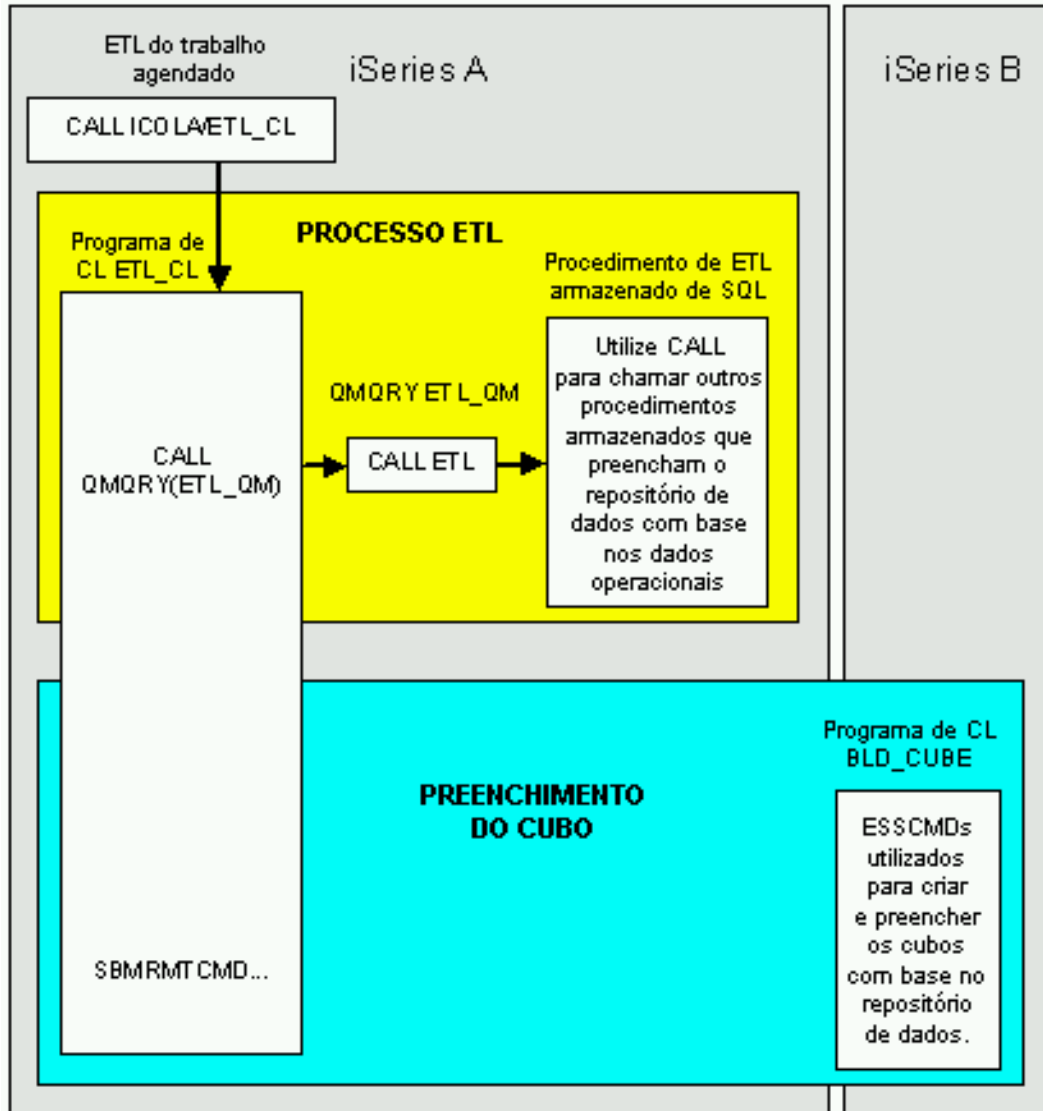 ETL do trabalho
agendado
iSeries A
iSeries B
CALL ICOLA/ETL_CL
PROCESSO ETL
Programa de
CL ETL_CL
Procedimento de ETL
armazenado de SQL
CALL
QMQRY(ETL_QM)
QMQRY ETL_QM
CALL ETL
Utilize CALL
para chamar outros
procedimentos
armazenados que
preencham o
repositório de
dados com base
nos dados
operacionais
PREENCHIMENTO
DO CUBO
SBMRMTCMD...
Programa de CL
BLD_CUBE
ESSCMDs
utilizados
para criar
e preencher
os cubos
com base no
repositório
de dados.